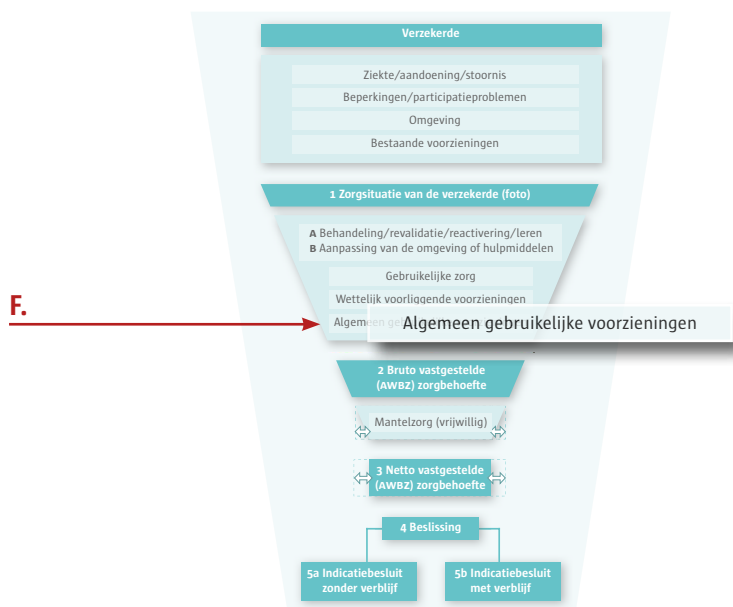 Verzekerde
Ziekte/aandoening/stoornis
Beperkingen/participatieproblemen
Omgeving
Bestaande voorzieningen
1 Zorgsituatie van de verzekerde (foto)
A Behandeling/revalidatie/reactivering/leren
B Aanpassing van de omgeving of hulpmiddelen
Gebruikelijke zorg
F.
Wettelijk voorliggende voorzieningen
Algemeen
Algemeen gebruikelijke voorzieningen
2 Bruto vastgestelde
(AWBZ) zorgbehoefte
Mantelzorg (vrijwillig)
3 Netto vastgestelde
(AWBZ) zorgbehoefte
4 Beslissing
5a Indicatiebesluit
zonder verblijf
5b Indicatiebesluit
met verblijf